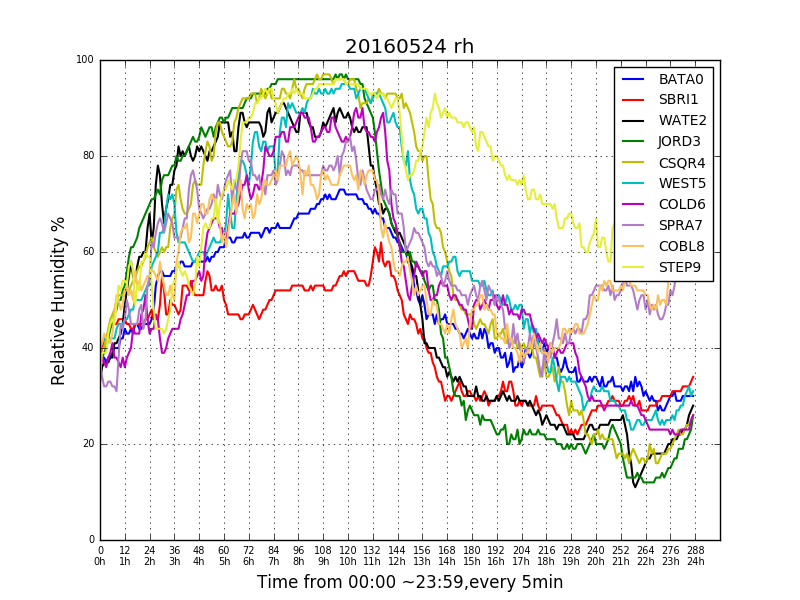 20160524 rh
Relative Humidity %
100
80
60
40
20
0
BATA0
SBRI1
WATE2
JORD3
CSQR4
WEST5
COLD6
SPRA7
COBL8
STEP9
0 12 24 36 48 60 72 84 96 108 120 132 144 156 168 180 192 204 216 228 240 252 264 276 288
0h 1h 2h 3h 4h 5h 6h 7h 8h 9h 10h 11h 12h 13h 14h 15h 16h 17h 18h 19h 20h 21h 22h 23h 24h
Time from 00:00 ~23:59,every 5min